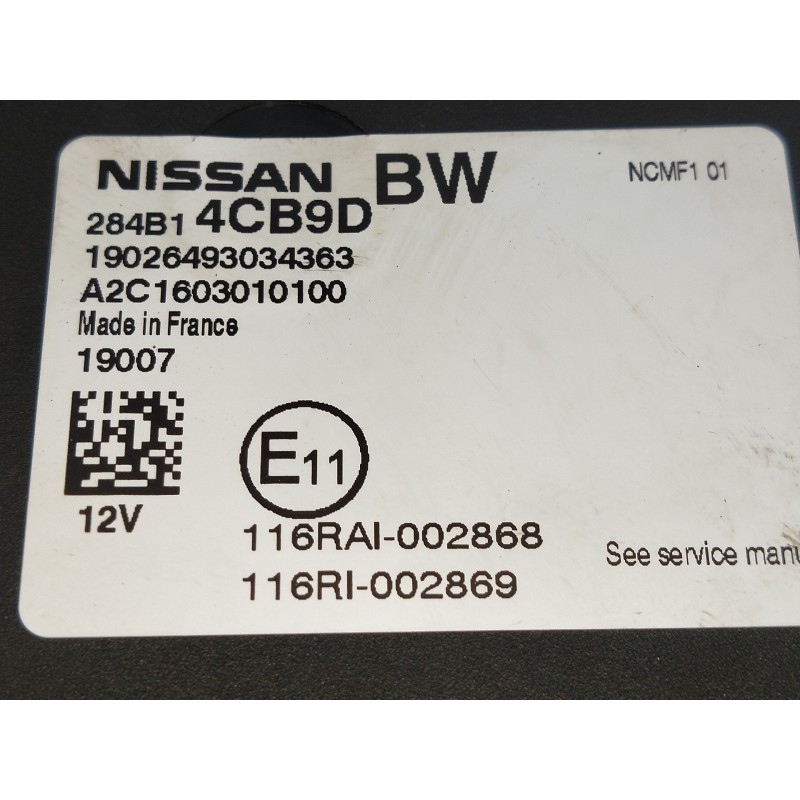 NISSAN BW NCMF1 01
284B1 4CB9D
19026493034363
A2C1603010100
Made in France
19007
E11
12V
116RAI-002868
See service manu
116RI-002869